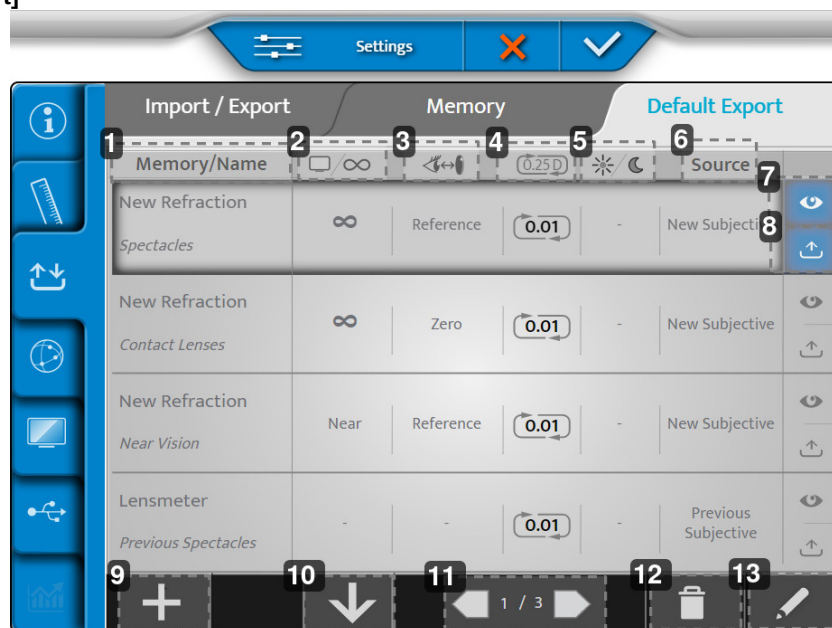 t]
Settings
Import / Export Memory Default Export
1 2 3 4 5 6
Memory/Name ∞ 0.25 D Source
7
New Refraction
∞ Reference 0.01 - New Subjecti
8
Spectacles
New Refraction
∞ Zero 0.01 - New Subjective
Contact Lenses
New Refraction
Near Reference 0.01 - New Subjective
Near Vision
Lensmeter
- - 0.01 - Previous
Subjective
Previous Spectacles
9 10 11 12 13
1 / 3